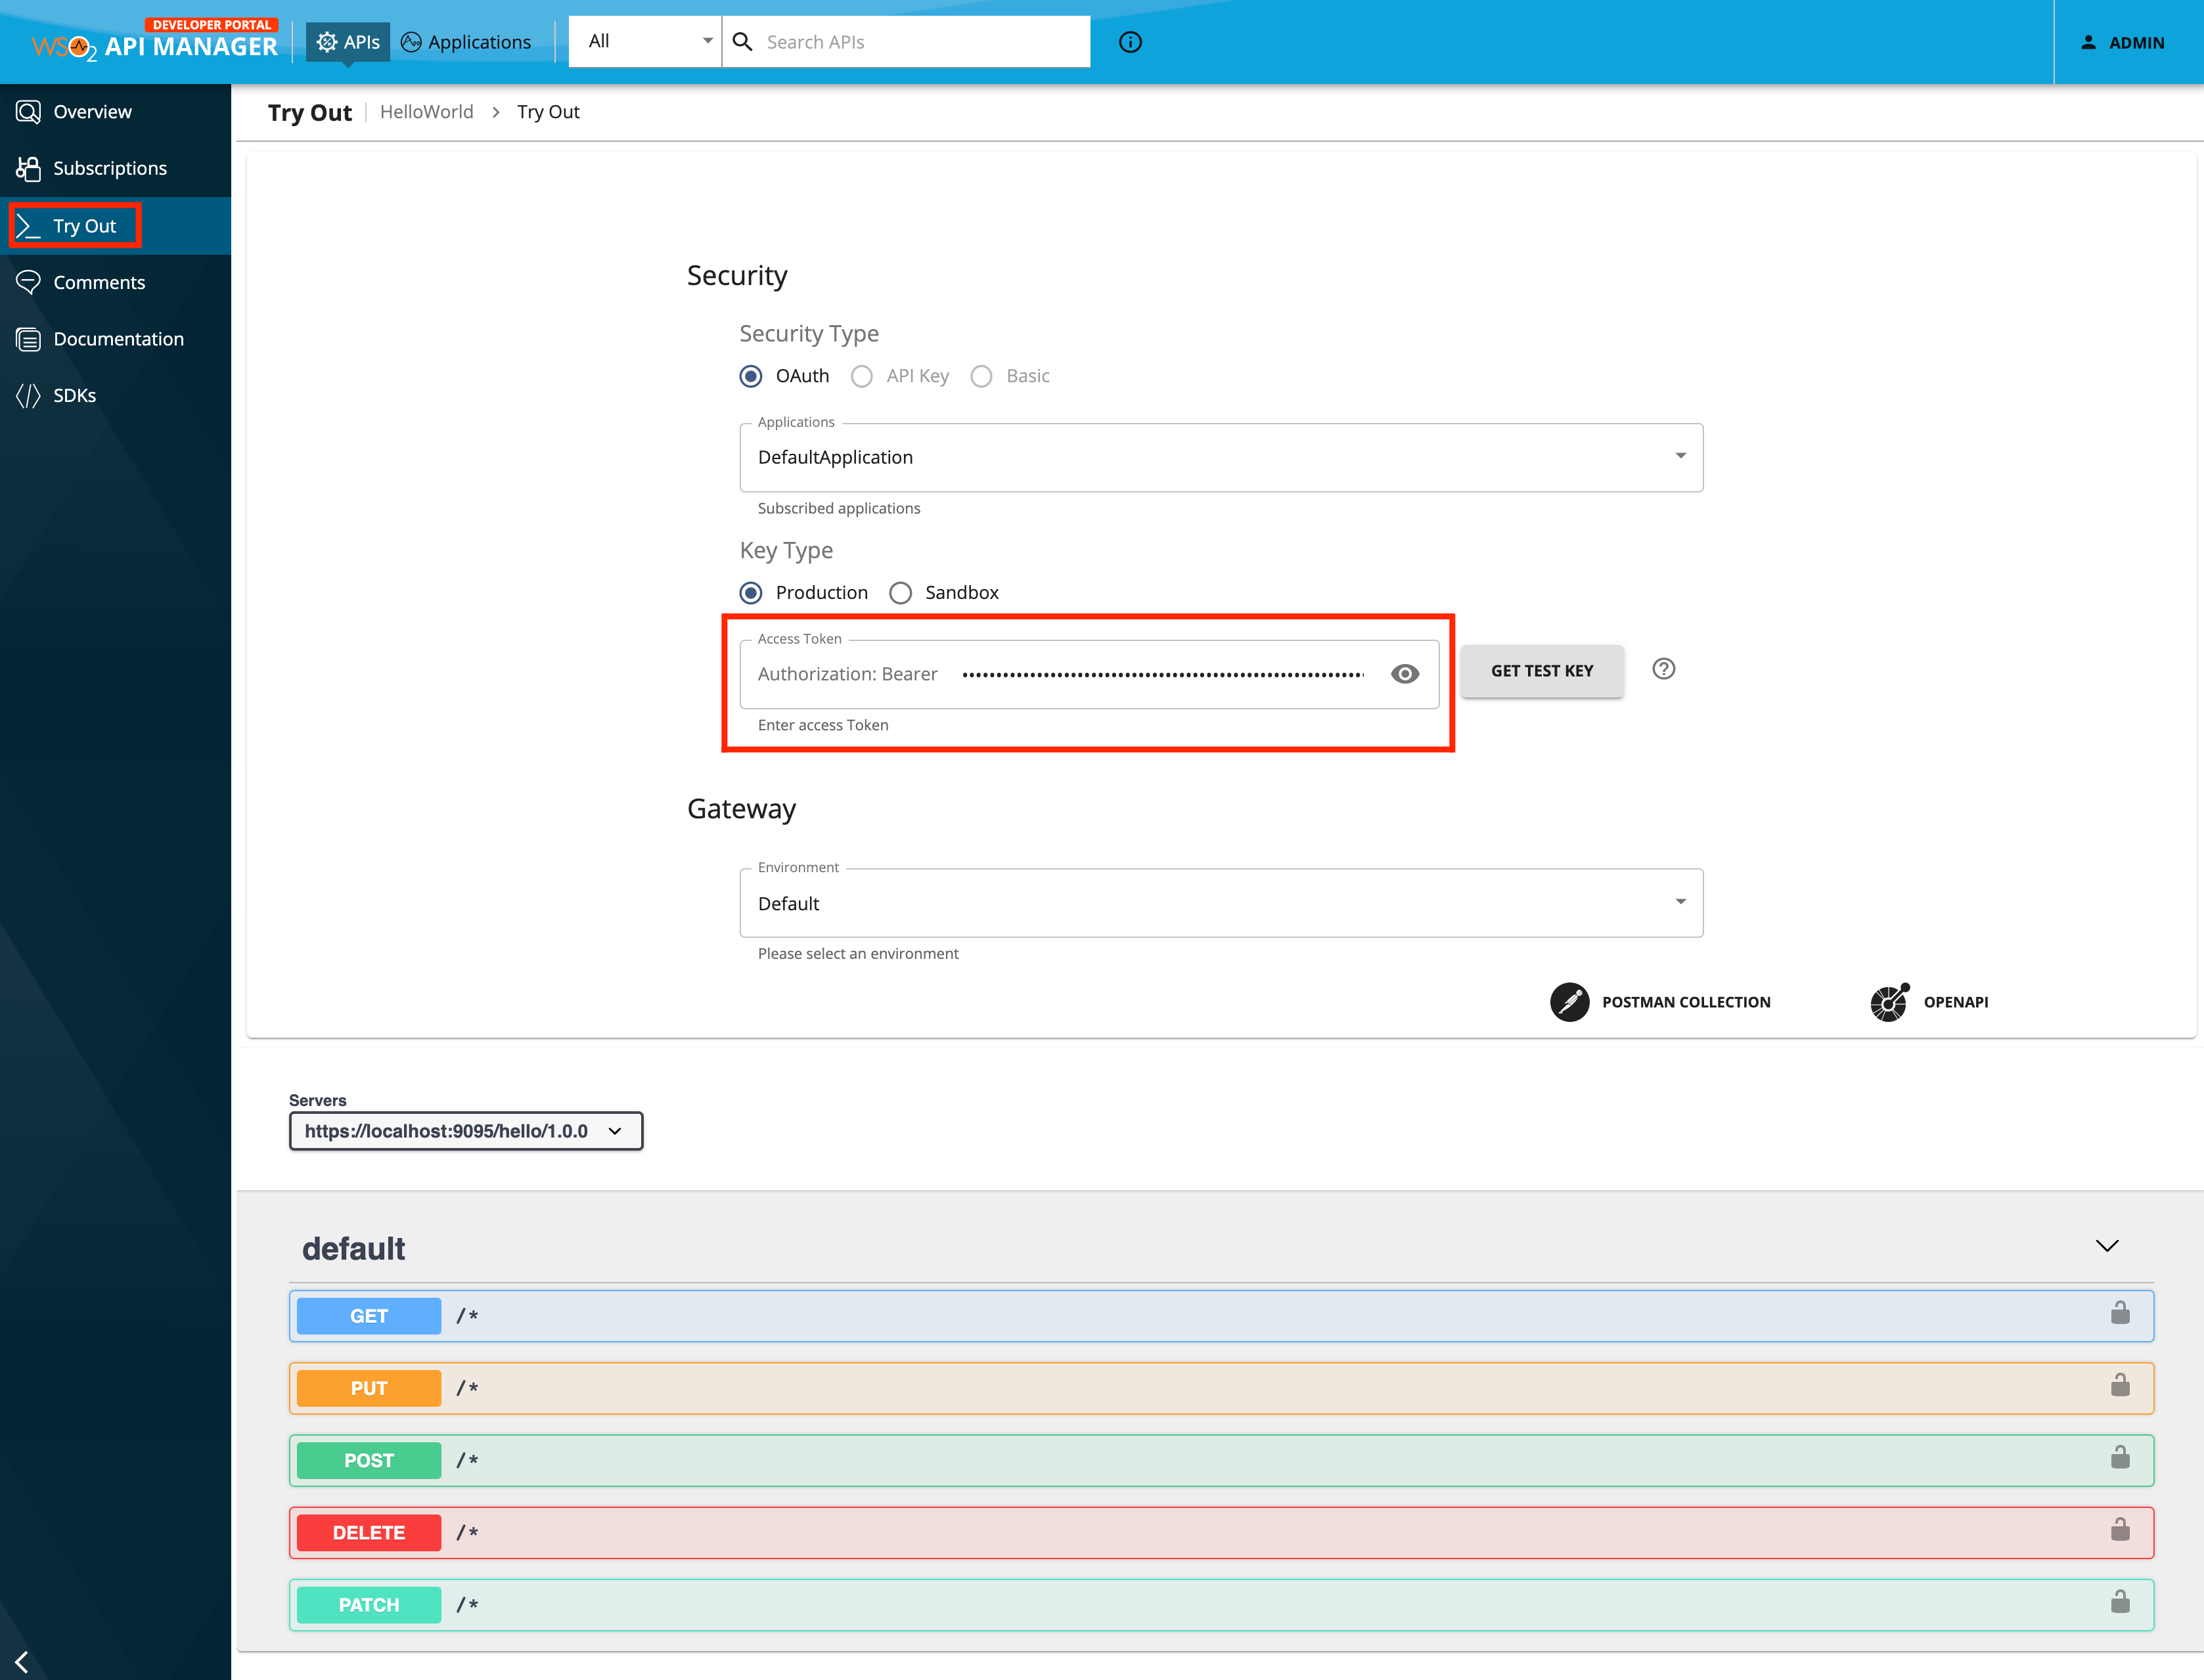 DEVELOPER PORTAL
WSO2 API MANAGER
APIs
Applications
All
Search APIs
ADMIN
Overview
Subscriptions
Try Out
Comments
Documentation
SDKs
Try Out
HelloWorld > Try Out
Security
Security Type
OAuth
API Key
Basic
Applications
DefaultApplication
Subscribed applications
Key Type
Production
Sandbox
Access Token
Authorization: Bearer
GET TEST KEY
Enter access Token
Gateway
Environment
Default
Please select an environment
POSTMAN COLLECTION
OPENAPI
Servers
https://localhost:9095/hello/1.0.0
default
GET /*
PUT /*
POST /*
DELETE /*
PATCH /*